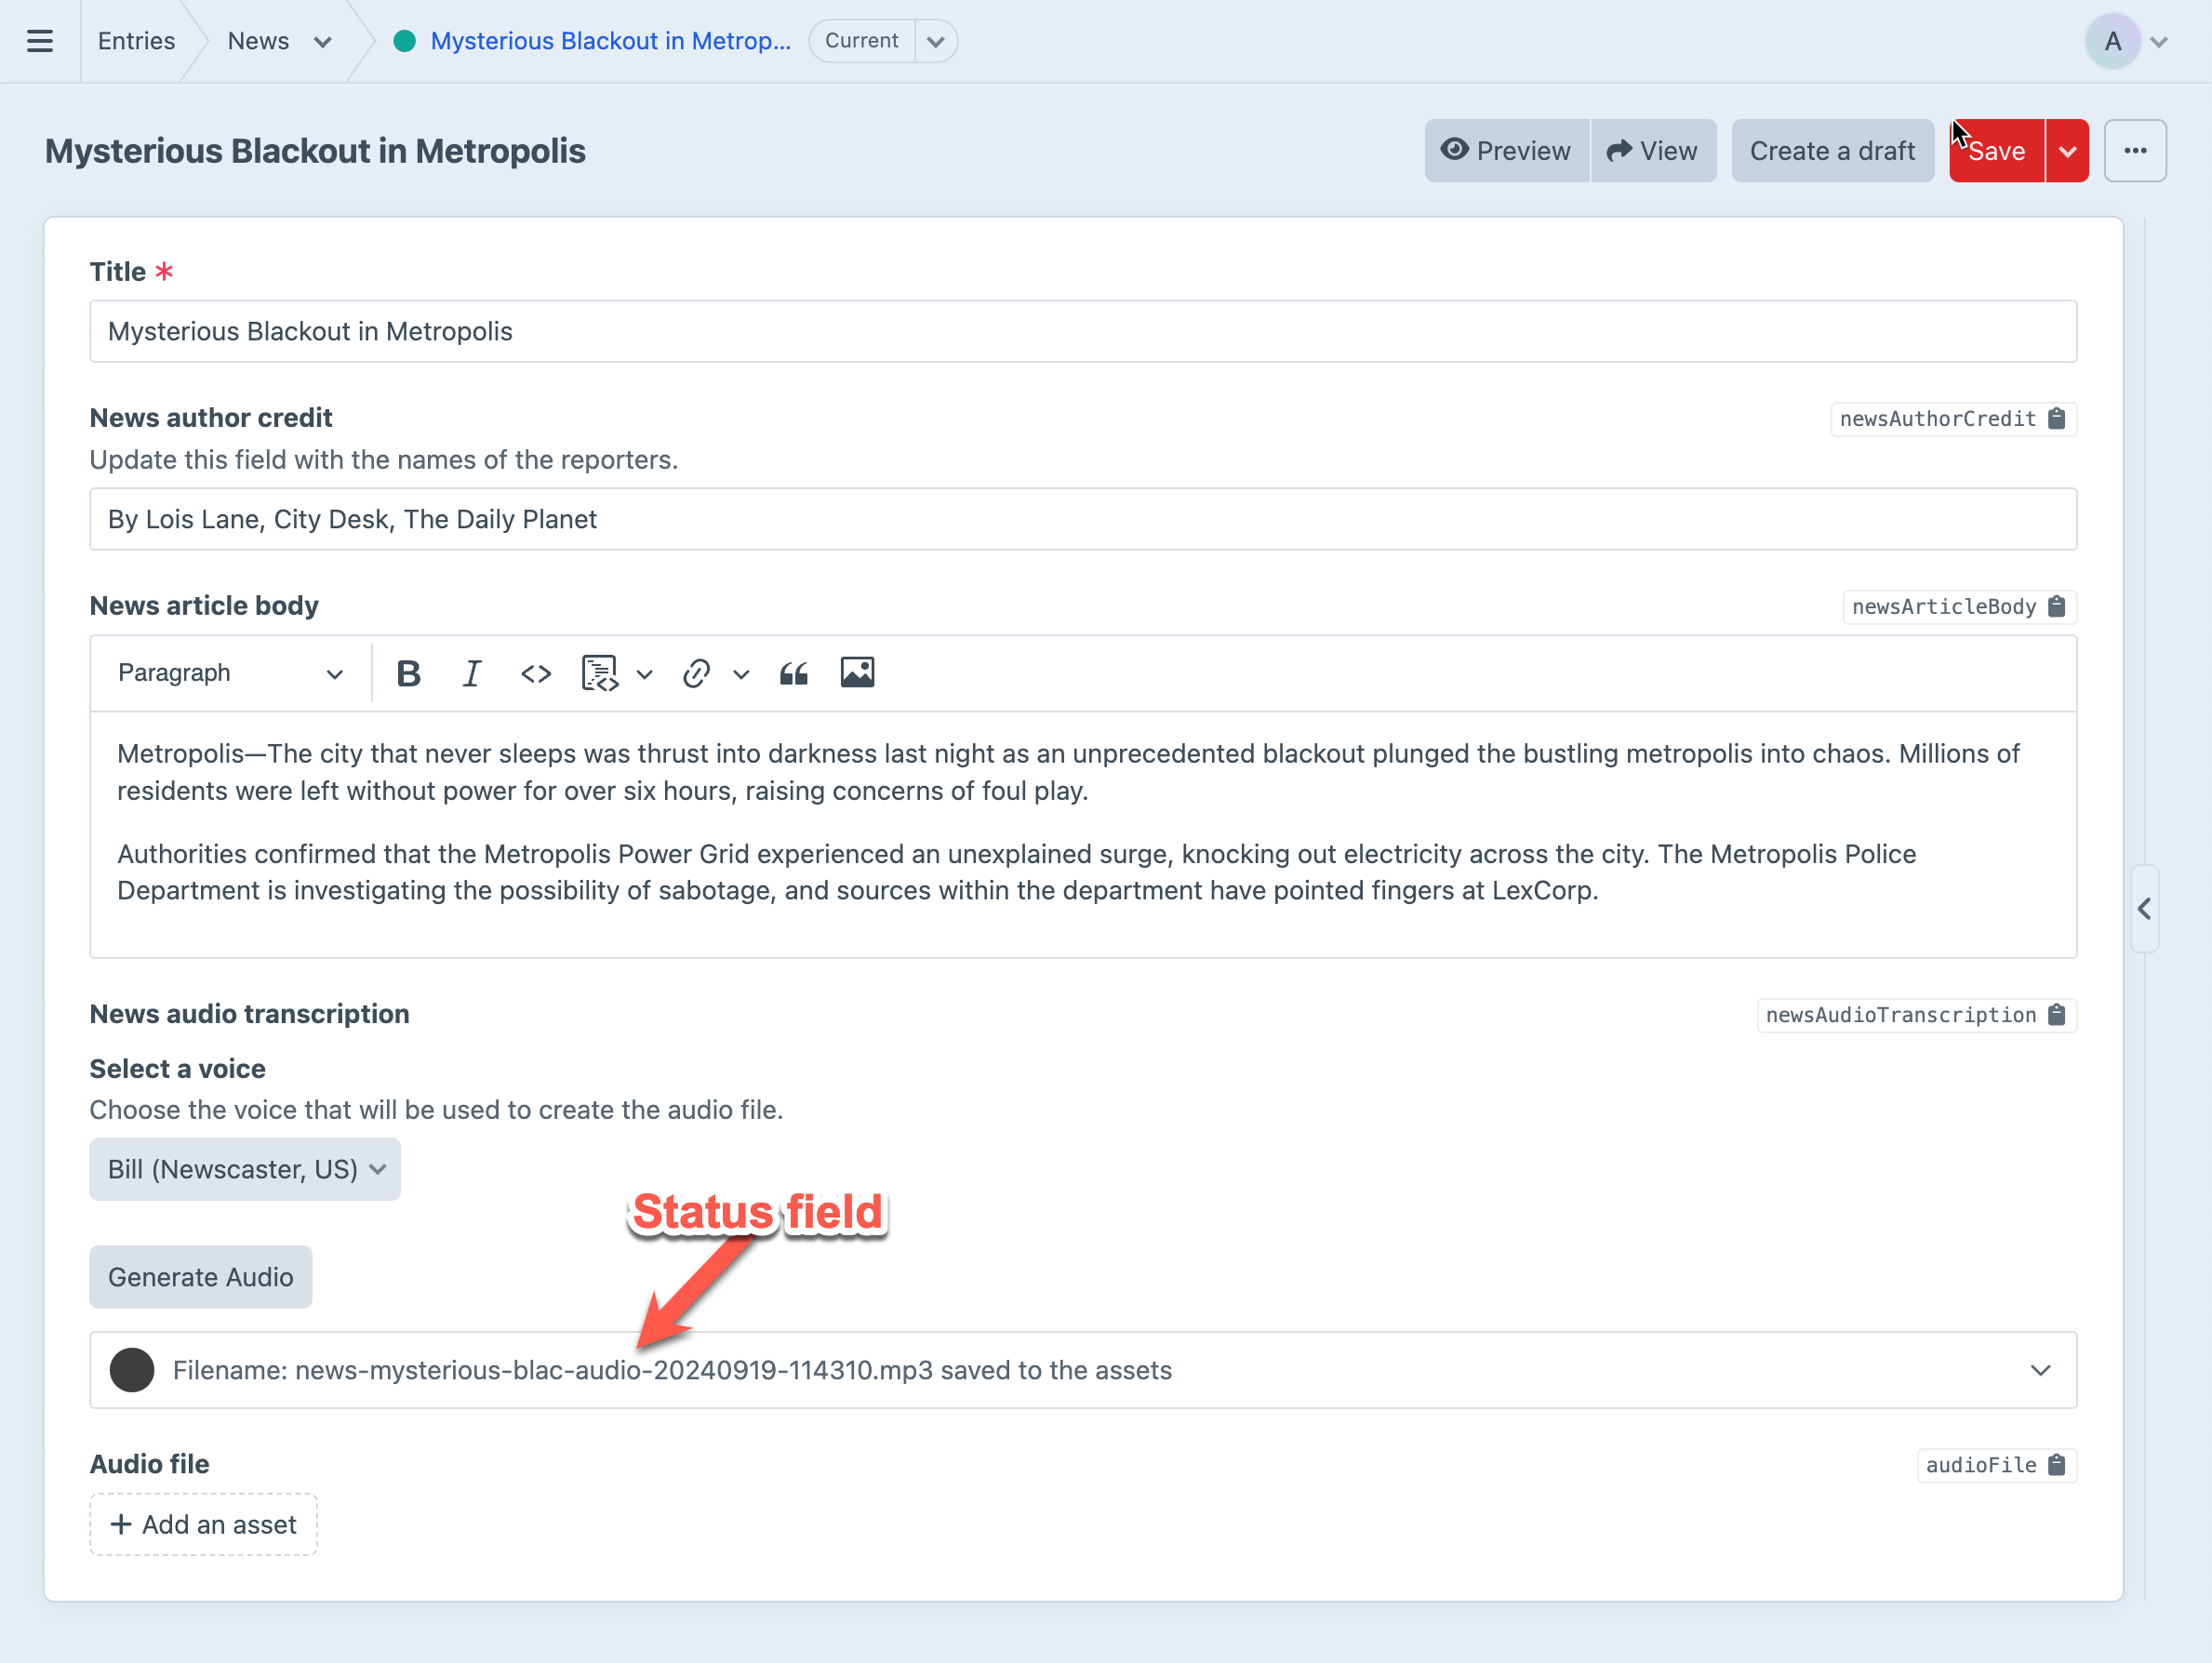 Entries
News
Mysterious Blackout in Metrop...
Current
A
Mysterious Blackout in Metropolis
Preview
View
Create a draft
Save
Title *
Mysterious Blackout in Metropolis
News author credit
newsAuthorCredit
Update this field with the names of the reporters.
By Lois Lane, City Desk, The Daily Planet
News article body
newsArticleBody
Paragraph
Metropolis—The city that never sleeps was thrust into darkness last night as an unprecedented blackout plunged the bustling metropolis into chaos. Millions of
residents were left without power for over six hours, raising concerns of foul play.
Authorities confirmed that the Metropolis Power Grid experienced an unexplained surge, knocking out electricity across the city. The Metropolis Police
Department is investigating the possibility of sabotage, and sources within the department have pointed fingers at LexCorp.
News audio transcription
newsAudioTranscription
Select a voice
Choose the voice that will be used to create the audio file.
Bill (Newscaster, US)
Status field
Generate Audio
Filename: news-mysterious-blac-audio-20240919-114310.mp3 saved to the assets
Audio file
audioFile
+ Add an asset